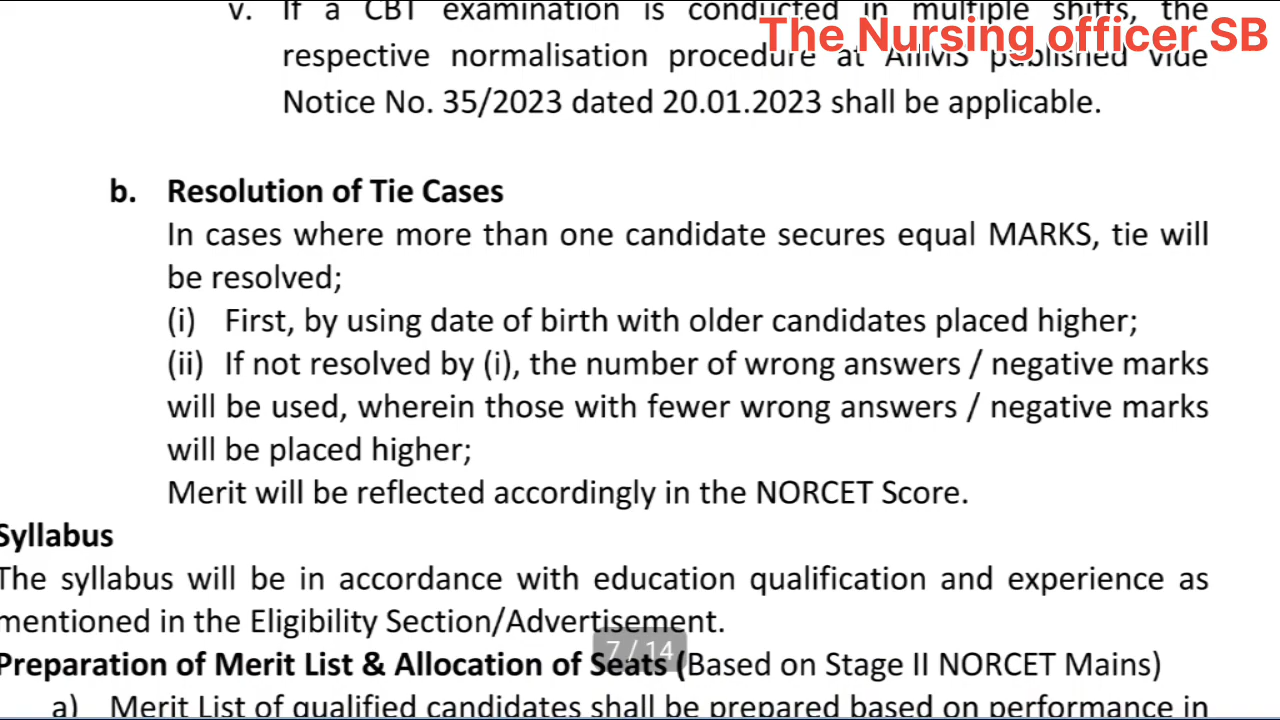 v. If a CBT examination is conducted in multiple shifts, the
The Nursing officer SB
respective normalisation procedure at AIIMS published vide
Notice No. 35/2023 dated 20.01.2023 shall be applicable.
b. Resolution of Tie Cases
In cases where more than one candidate secures equal MARKS, tie will
be resolved;
(i) First, by using date of birth with older candidates placed higher;
(ii) If not resolved by (i), the number of wrong answers / negative marks
will be used, wherein those with fewer wrong answers / negative marks
will be placed higher;
Merit will be reflected accordingly in the NORCET Score.
Syllabus
The syllabus will be in accordance with education qualification and experience as
mentioned in the Eligibility Section/Advertisement.
7 / 14
Preparation of Merit List & Allocation of Seats (Based on Stage II NORCET Mains)
a) Merit List of qualified candidates shall be prepared based on performance in